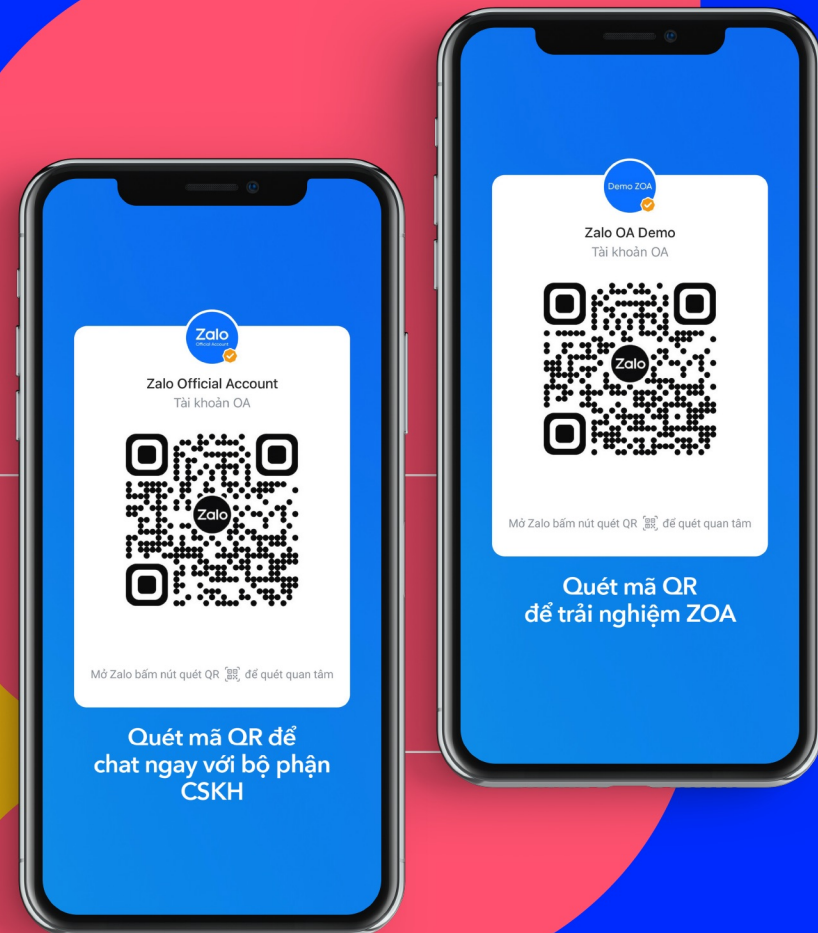 Zalo
Official Account
Zalo Official Account
Tài khoản OA
Zalo
Mở Zalo bấm nút quét QR để quét quan tâm
Quét mã QR để
chat ngay với bộ phận
CSKH
Demo ZOA
Zalo OA Demo
Tài khoản OA
Zalo
Mở Zalo bấm nút quét QR để quét quan tâm
Quét mã QR
để trải nghiệm ZOA